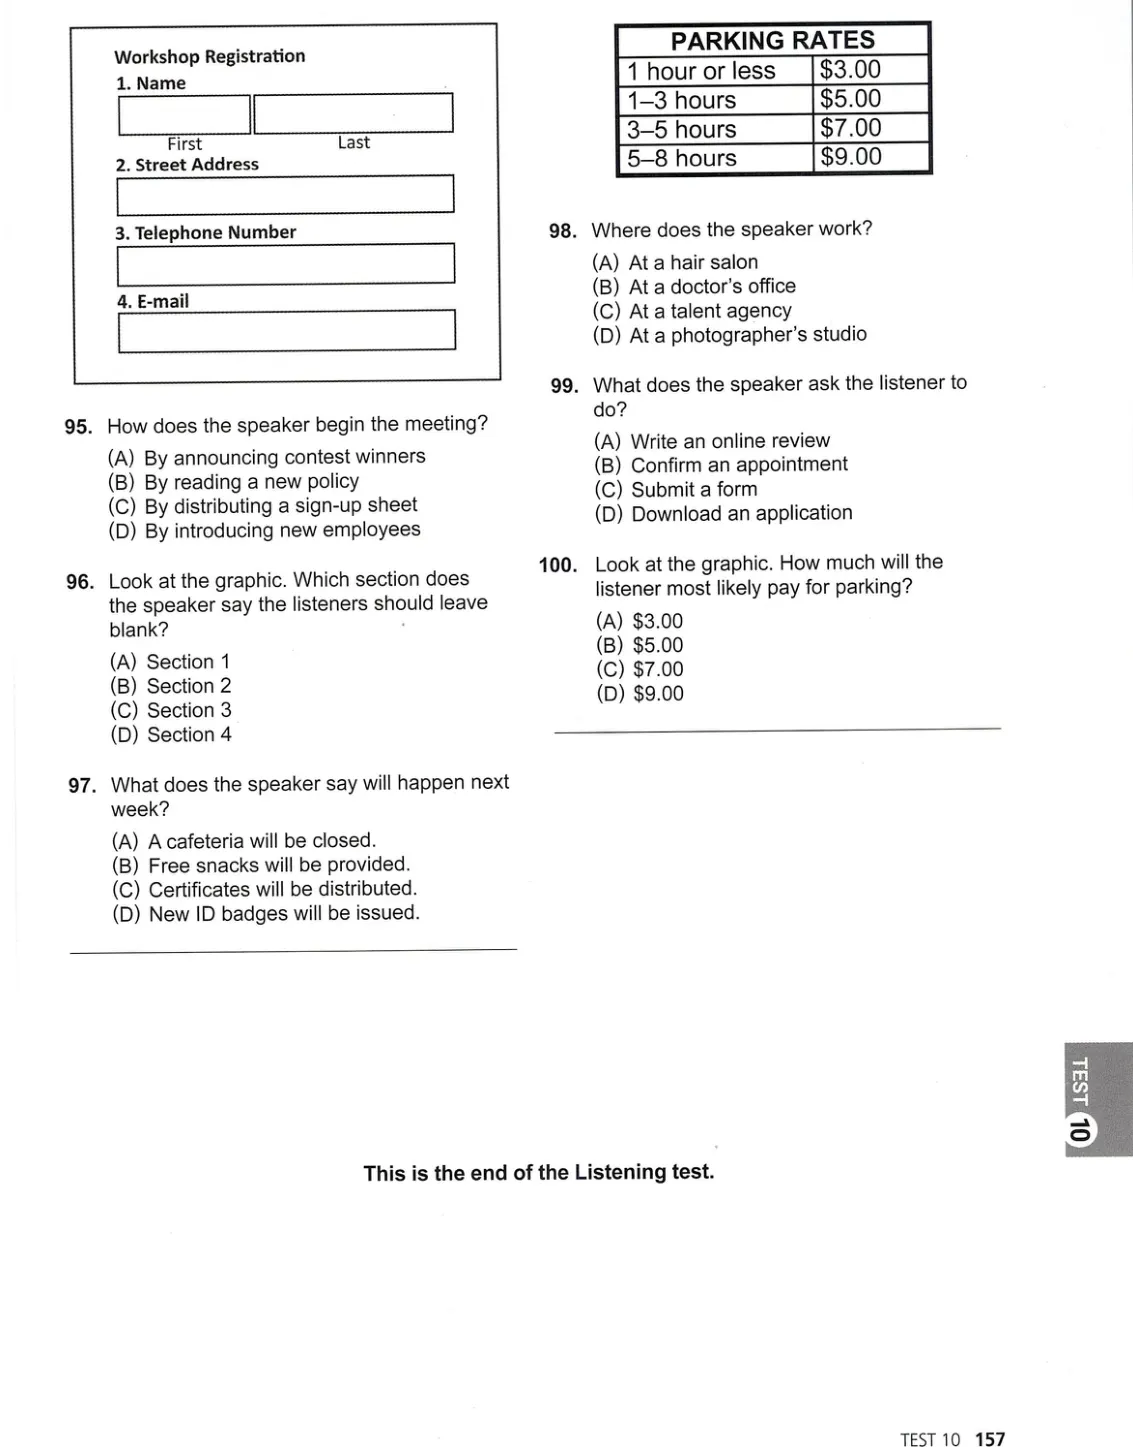 Workshop Registration
1. Name
First Last
2. Street Address
3. Telephone Number
4. E-mail
95. How does the speaker begin the meeting?
(A) By announcing contest winners
(B) By reading a new policy
(C) By distributing a sign-up sheet
(D) By introducing new employees
96. Look at the graphic. Which section does
the speaker say the listeners should leave
blank?
(A) Section 1
(B) Section 2
(C) Section 3
(D) Section 4
97. What does the speaker say will happen next
week?
(A) A cafeteria will be closed.
(B) Free snacks will be provided.
(C) Certificates will be distributed.
(D) New ID badges will be issued.
PARKING RATES
1 hour or less $3.00
1–3 hours $5.00
3–5 hours $7.00
5–8 hours $9.00
98. Where does the speaker work?
(A) At a hair salon
(B) At a doctor's office
(C) At a talent agency
(D) At a photographer's studio
99. What does the speaker ask the listener to
do?
(A) Write an online review
(B) Confirm an appointment
(C) Submit a form
(D) Download an application
100. Look at the graphic. How much will the
listener most likely pay for parking?
(A) $3.00
(B) $5.00
(C) $7.00
(D) $9.00
TEST 10
This is the end of the Listening test.
TEST 10 157